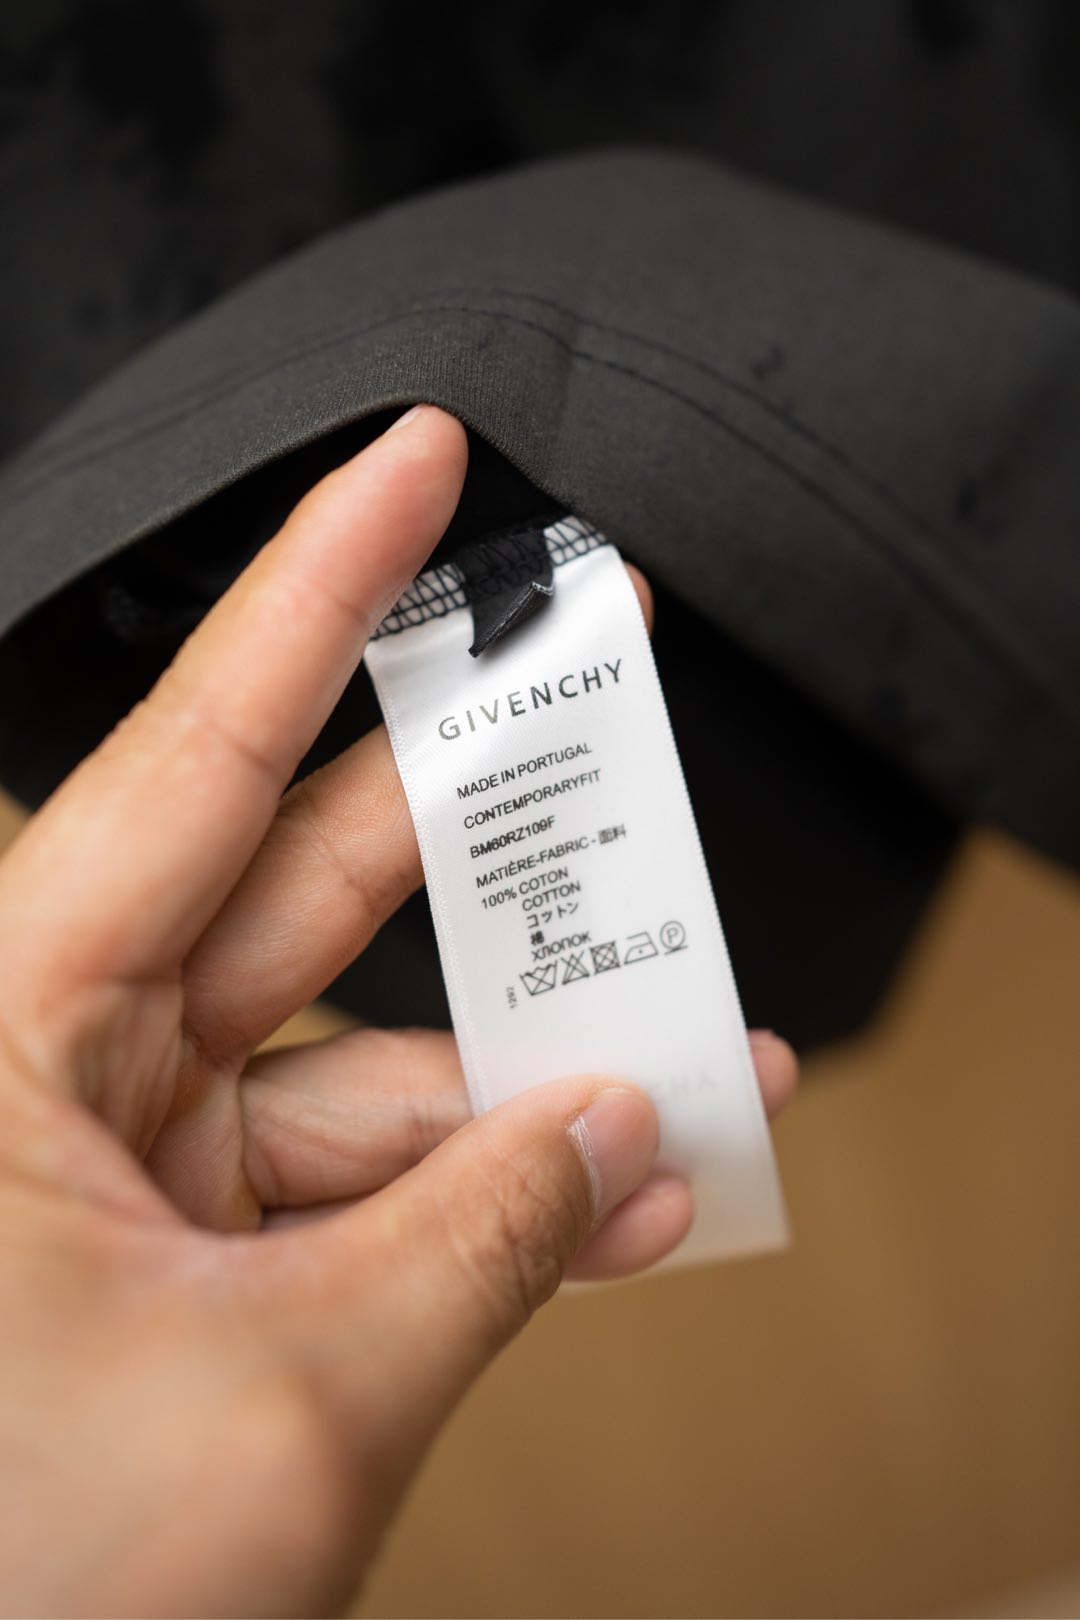 GIVENCHY
MADE IN PORTUGAL
CONTEMPORARYFIT
BM60RZ109F
MATIÈRE-FABRIC - 面料
100% COTON
COTTON
コットン
棉
ХЛОПОК
P
1292